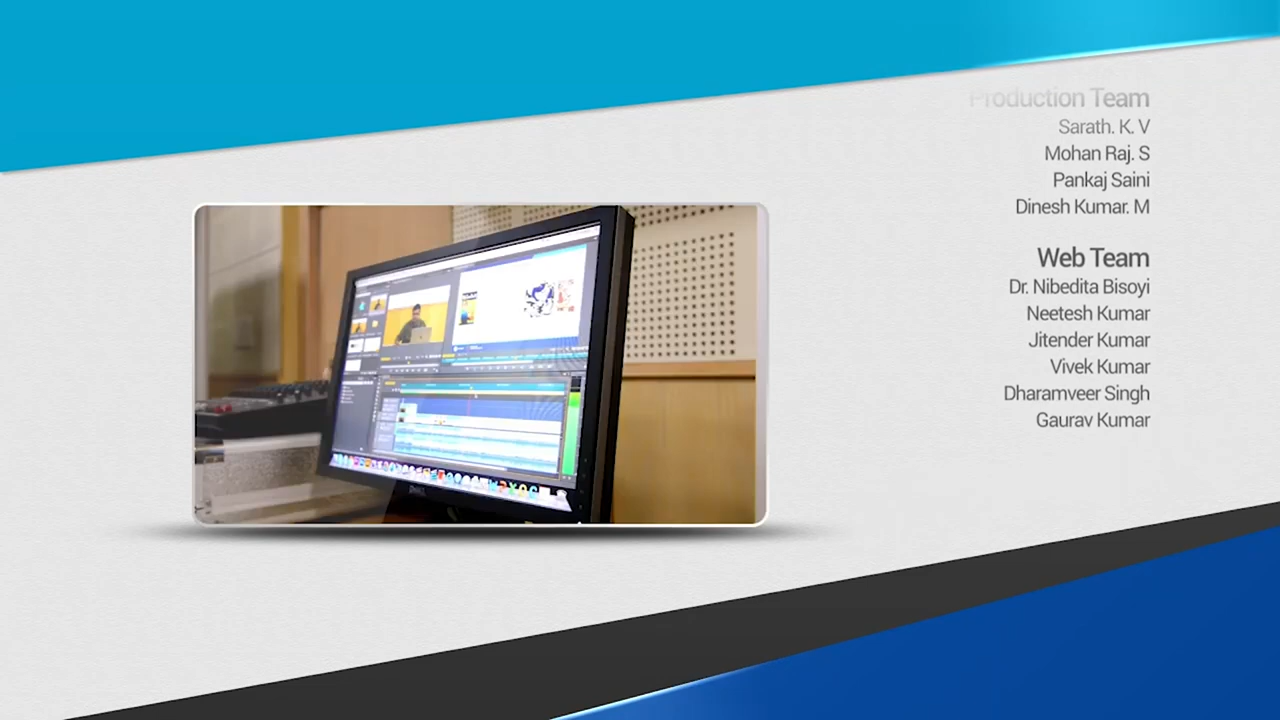 Production Team
Sarath. K. V
Mohan Raj. S
Pankaj Saini
Dinesh Kumar. M
Web Team
Dr. Nibedita Bisoyi
Neetesh Kumar
Jitender Kumar
Vivek Kumar
Dharamveer Singh
Gaurav Kumar